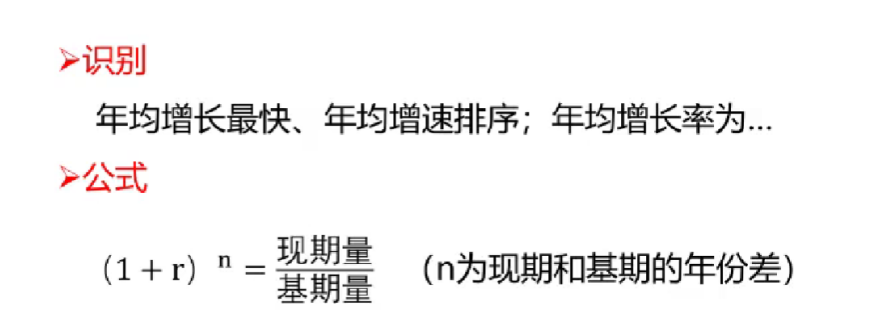 ➢识别
年均增长最快、年均增速排序；年均增长率为...
➢公式
(1 + r) ⁿ = 现期量/基期量 （n为现期和基期的年份差）